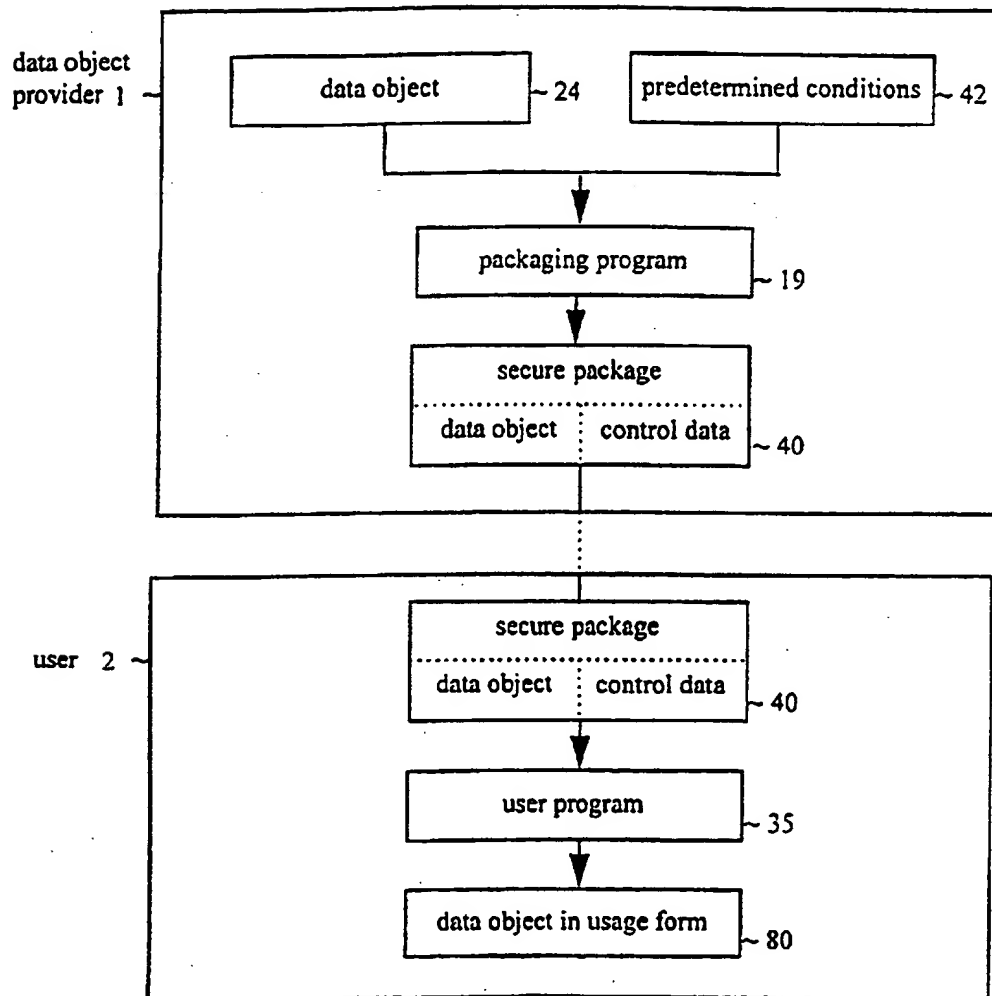 data object
provider 1
data object
~ 24
predetermined conditions
~ 42
packaging program
~ 19
secure package
data object
control data
~ 40
user 2 ~
secure package
data object
control data
~ 40
user program
~ 35
data object in usage form
~ 80